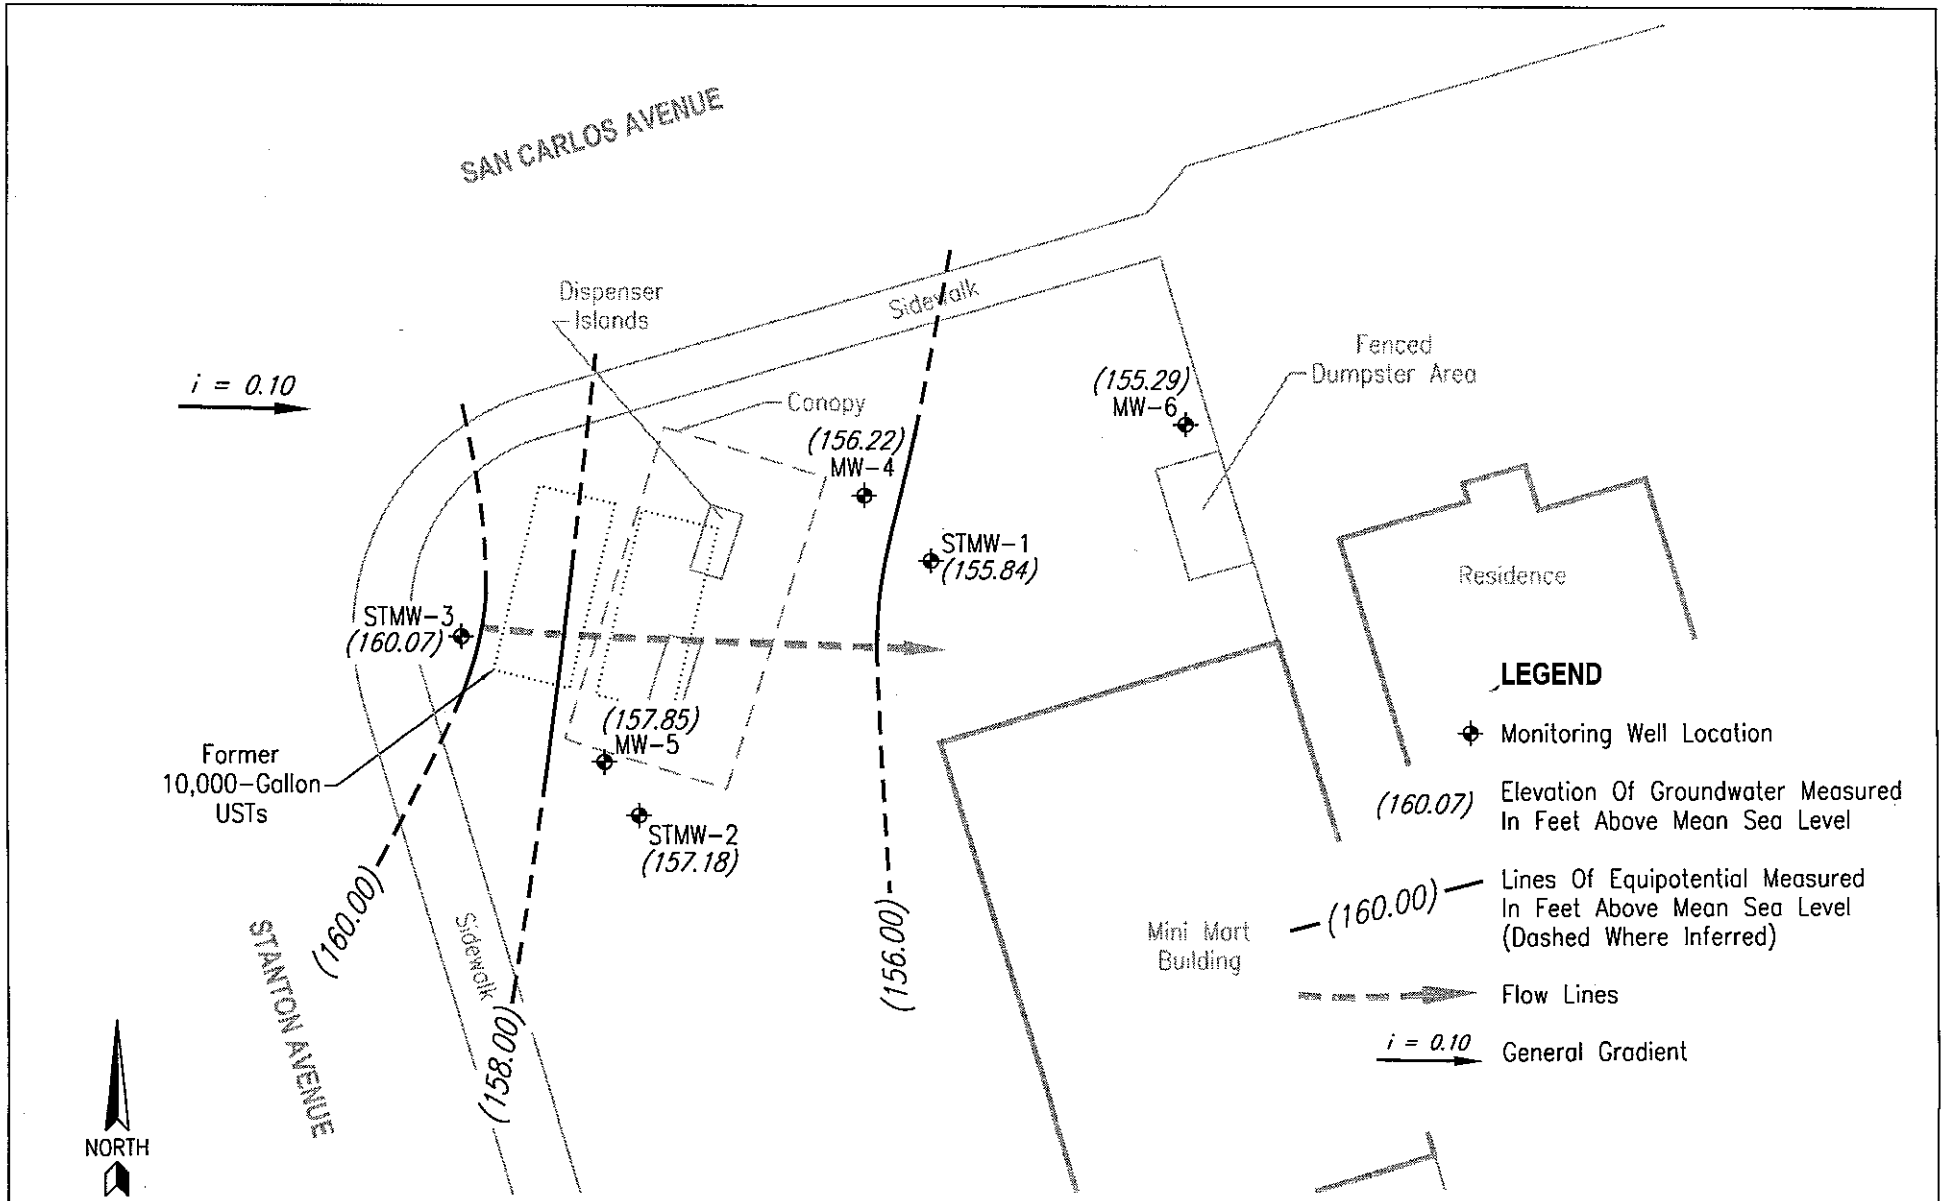 SAN CARLOS AVENUE
Dispenser
Islands
Sidewalk
Fenced
Dumpster Area
i = 0.10
Canopy
(155.29)
MW-6
(156.22)
MW-4
STMW-1
(155.84)
Residence
STMW-3
(160.07)
LEGEND
Monitoring Well Location
(157.85)
MW-5
Former
10,000-Gallon
USTs
(160.07)
Elevation Of Groundwater Measured
In Feet Above Mean Sea Level
STMW-2
(157.18)
(160.00)
Lines Of Equipotential Measured
In Feet Above Mean Sea Level
(Dashed Where Inferred)
(160.00)
(156.00)
Mini Mart
Building
STANTON AVENUE
Sidewalk
Flow Lines
(158.00)
i = 0.10
General Gradient
NORTH